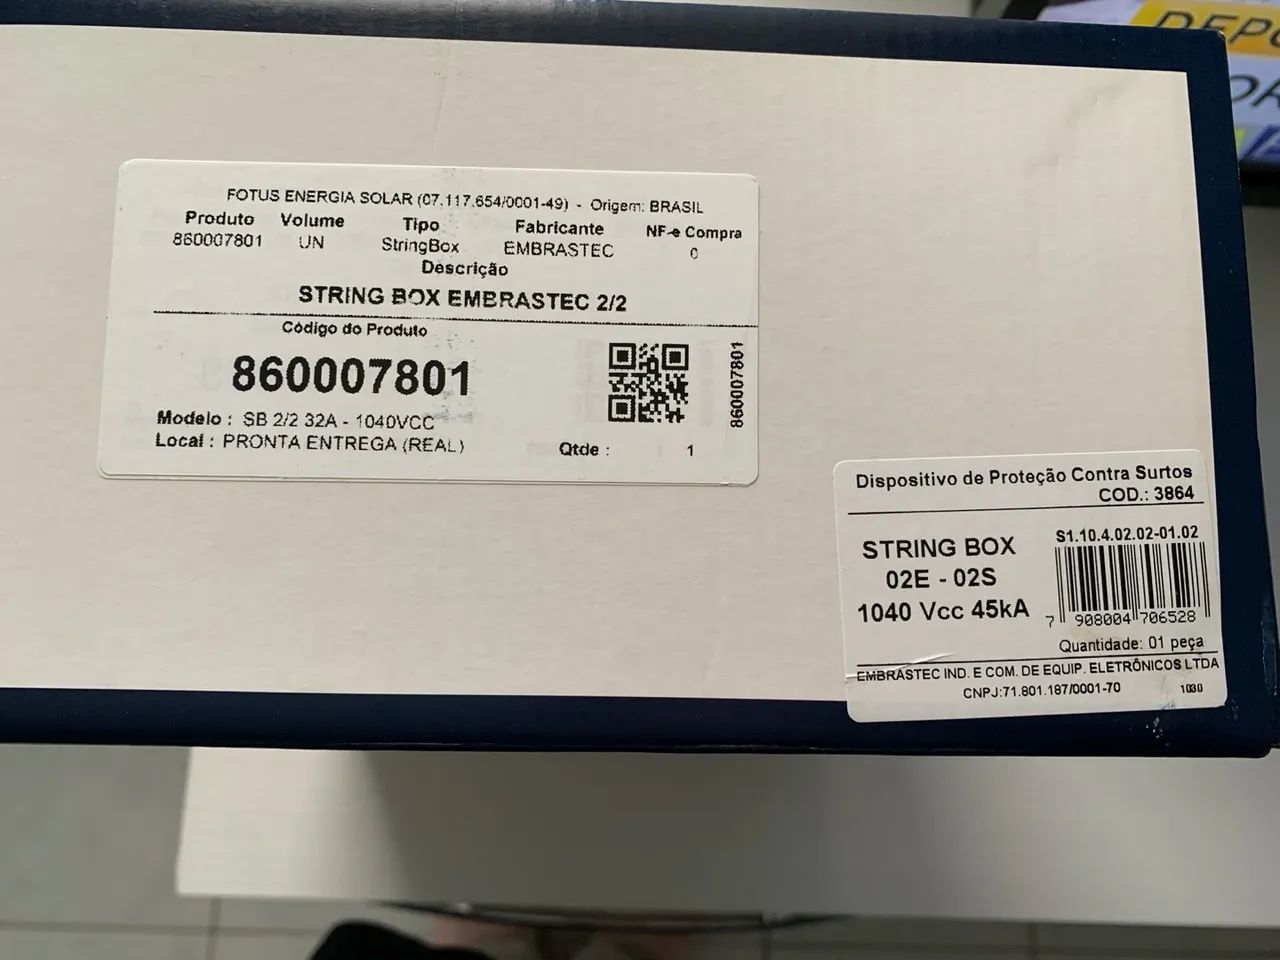 FOTUS ENERGIA SOLAR (07.117.654/0001-49) - Origem: BRASIL
Produto Volume Tipo Fabricante NF-e Compra
860007801 UN StringBox EMBRASTEC 0
Descrição
STRING BOX EMBRASTEC 2/2
Código do Produto
860007801
860007801
Modelo : SB 2/2 32A - 1040VCC
Local : PRONTA ENTREGA (REAL)
Qtde : 1
Dispositivo de Proteção Contra Surtos
COD.: 3864
S1.10.4.02.02-01.02
STRING BOX
02E - 02S
1040 Vcc 45kA
7 908004 706528
Quantidade: 01 peça
EMBRASTEC IND. E COM. DE EQUIP. ELETRÔNICOS LTDA
CNPJ:71.801.187/0001-70
1030